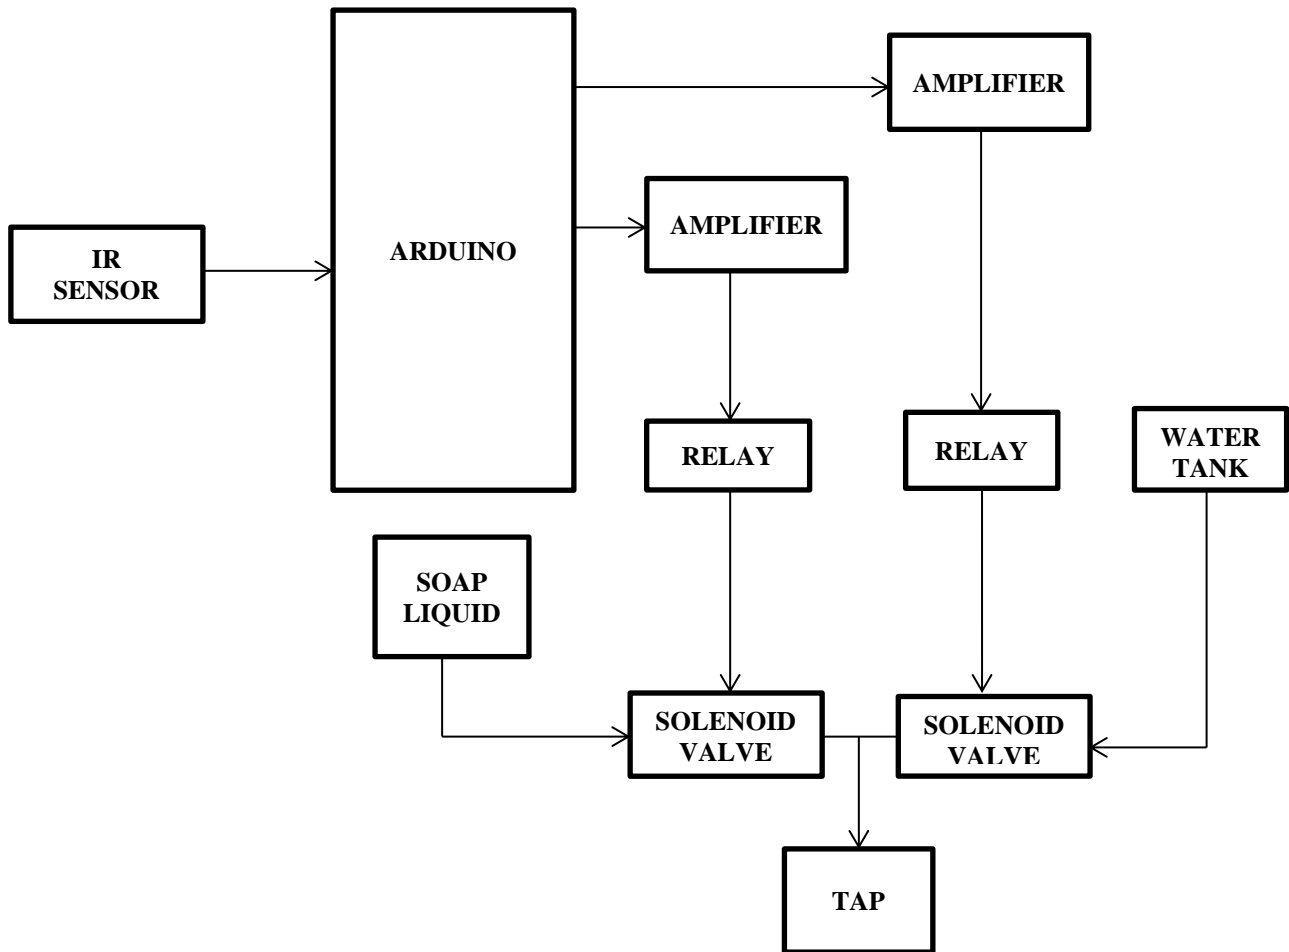 AMPLIFIER
AMPLIFIER
ARDUINO
IR
SENSOR
RELAY
RELAY
WATER
TANK
SOAP
LIQUID
SOLENOID
VALVE
SOLENOID
VALVE
TAP